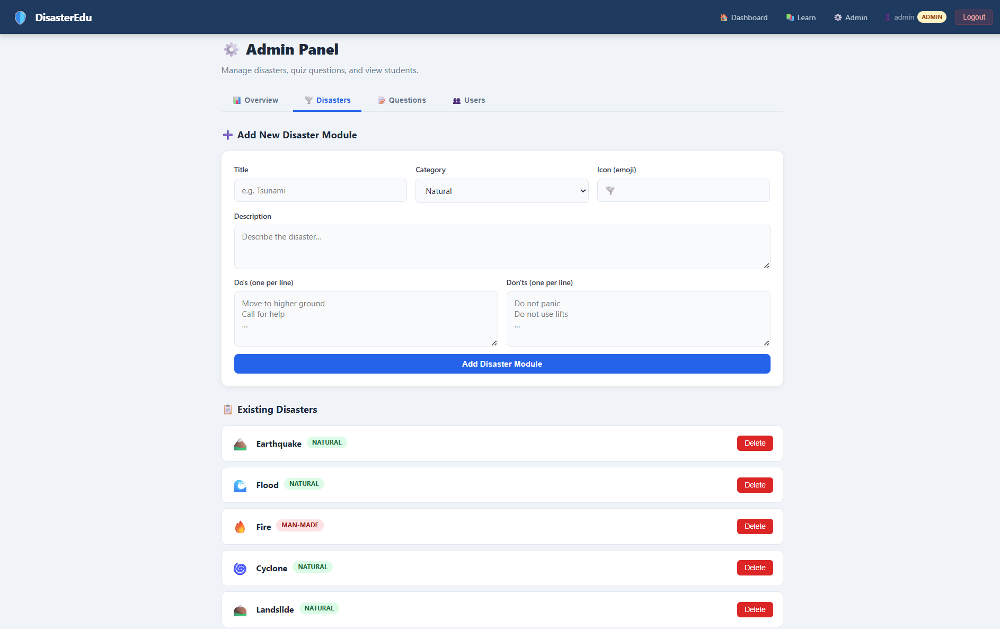 DisasterEdu
Dashboard
Learn
Admin
admin ADMIN
Logout
Admin Panel
Manage disasters, quiz questions, and view students.
Overview
Disasters
Questions
Users
Add New Disaster Module
Title
Category
Icon (emoji)
e.g. Tsunami
Natural
Description
Describe the disaster...
Do's (one per line)
Don'ts (one per line)
Move to higher ground
Call for help
...
Do not panic
Do not use lifts
...
Add Disaster Module
Existing Disasters
Earthquake NATURAL
Delete
Flood NATURAL
Delete
Fire MAN-MADE
Delete
Cyclone NATURAL
Delete
Landslide NATURAL
Delete